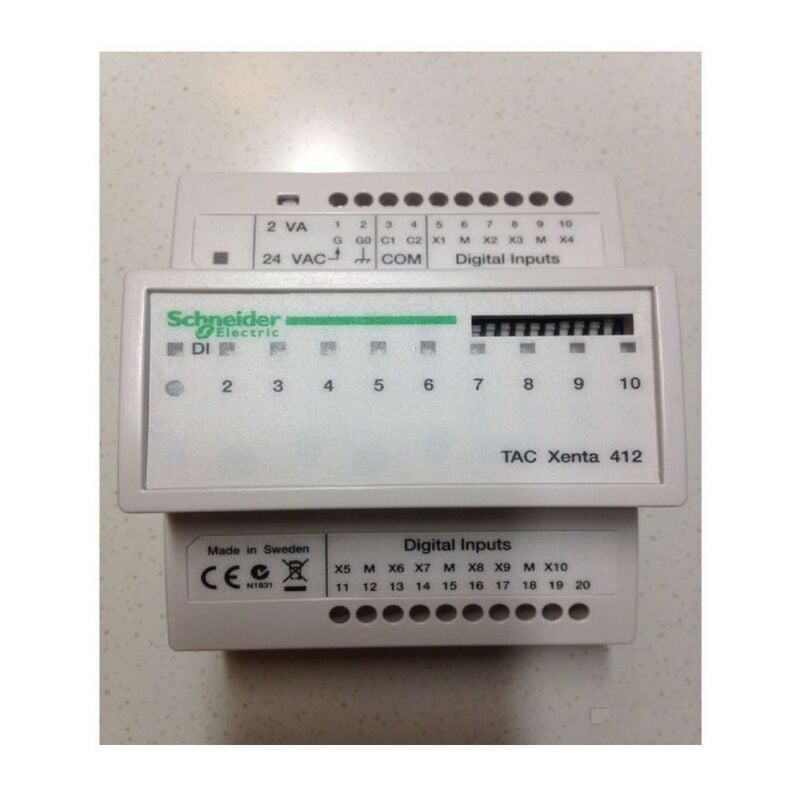 2 VA 1 2 3 4 5 6 7 8 9 10
G G0 C1 C2 X1 M X2 X3 M X4
24 VAC COM Digital Inputs
Schneider
Electric
DI
2 3 4 5 6 7 8 9 10
TAC Xenta 412
Made in Sweden
CE
N1831
Digital Inputs
X5 M X6 X7 M X8 X9 M X10
11 12 13 14 15 16 17 18 19 20